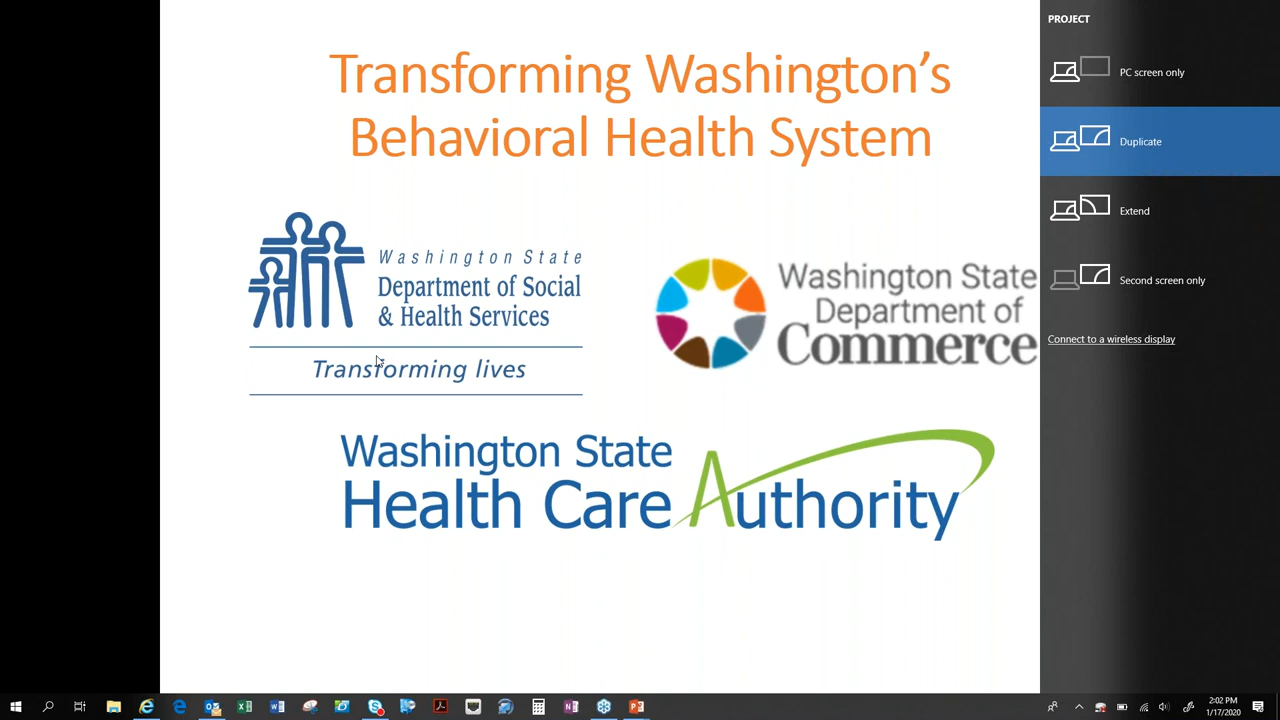 Transforming Washington's
Behavioral Health System
Washington State
Department of Social
& Health Services
Transforming lives
Washington State
Department of
Commerce
Washington State
Health Care Authority
PROJECT
PC screen only
Duplicate
Extend
Second screen only
Connect to a wireless display
2:02 PM
1/17/2020